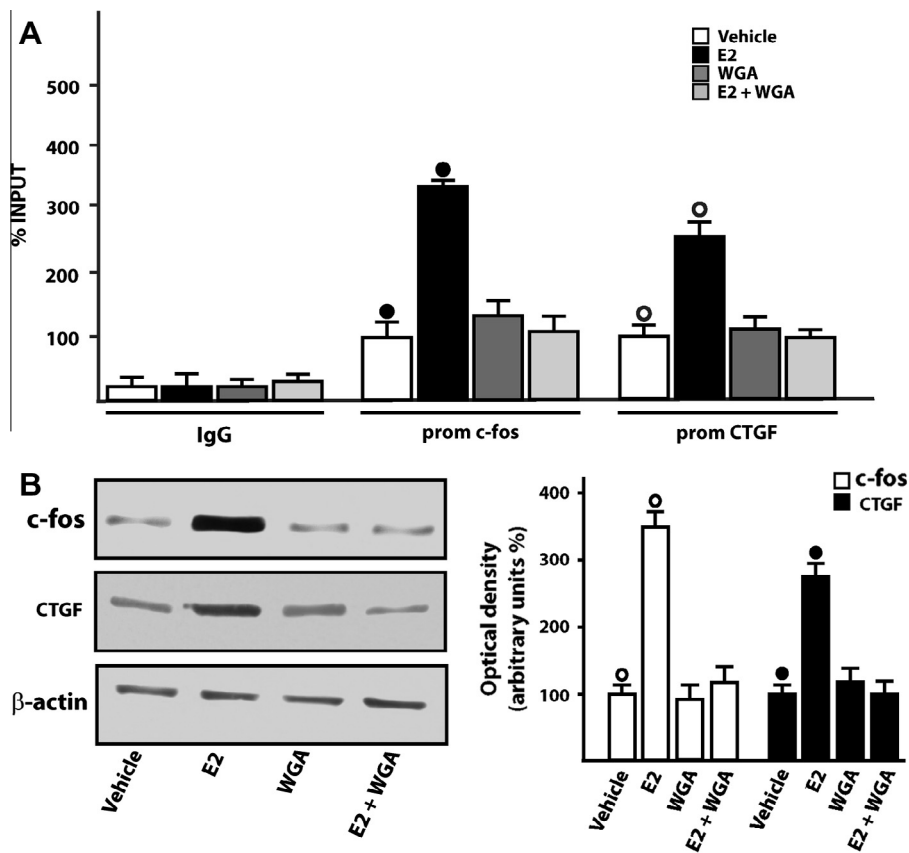 A
Vehicle
E2
WGA
E2 + WGA
% INPUT
500
400
300
200
100
IgG
prom c-fos
prom CTGF
B
c-fos
CTGF
β-actin
Vehicle
E2
WGA
E2 + WGA
c-fos
CTGF
Optical density
(arbitrary units %)
400
300
200
100
Vehicle
E2
WGA
E2 + WGA
Vehicle
E2
WGA
E2 + WGA